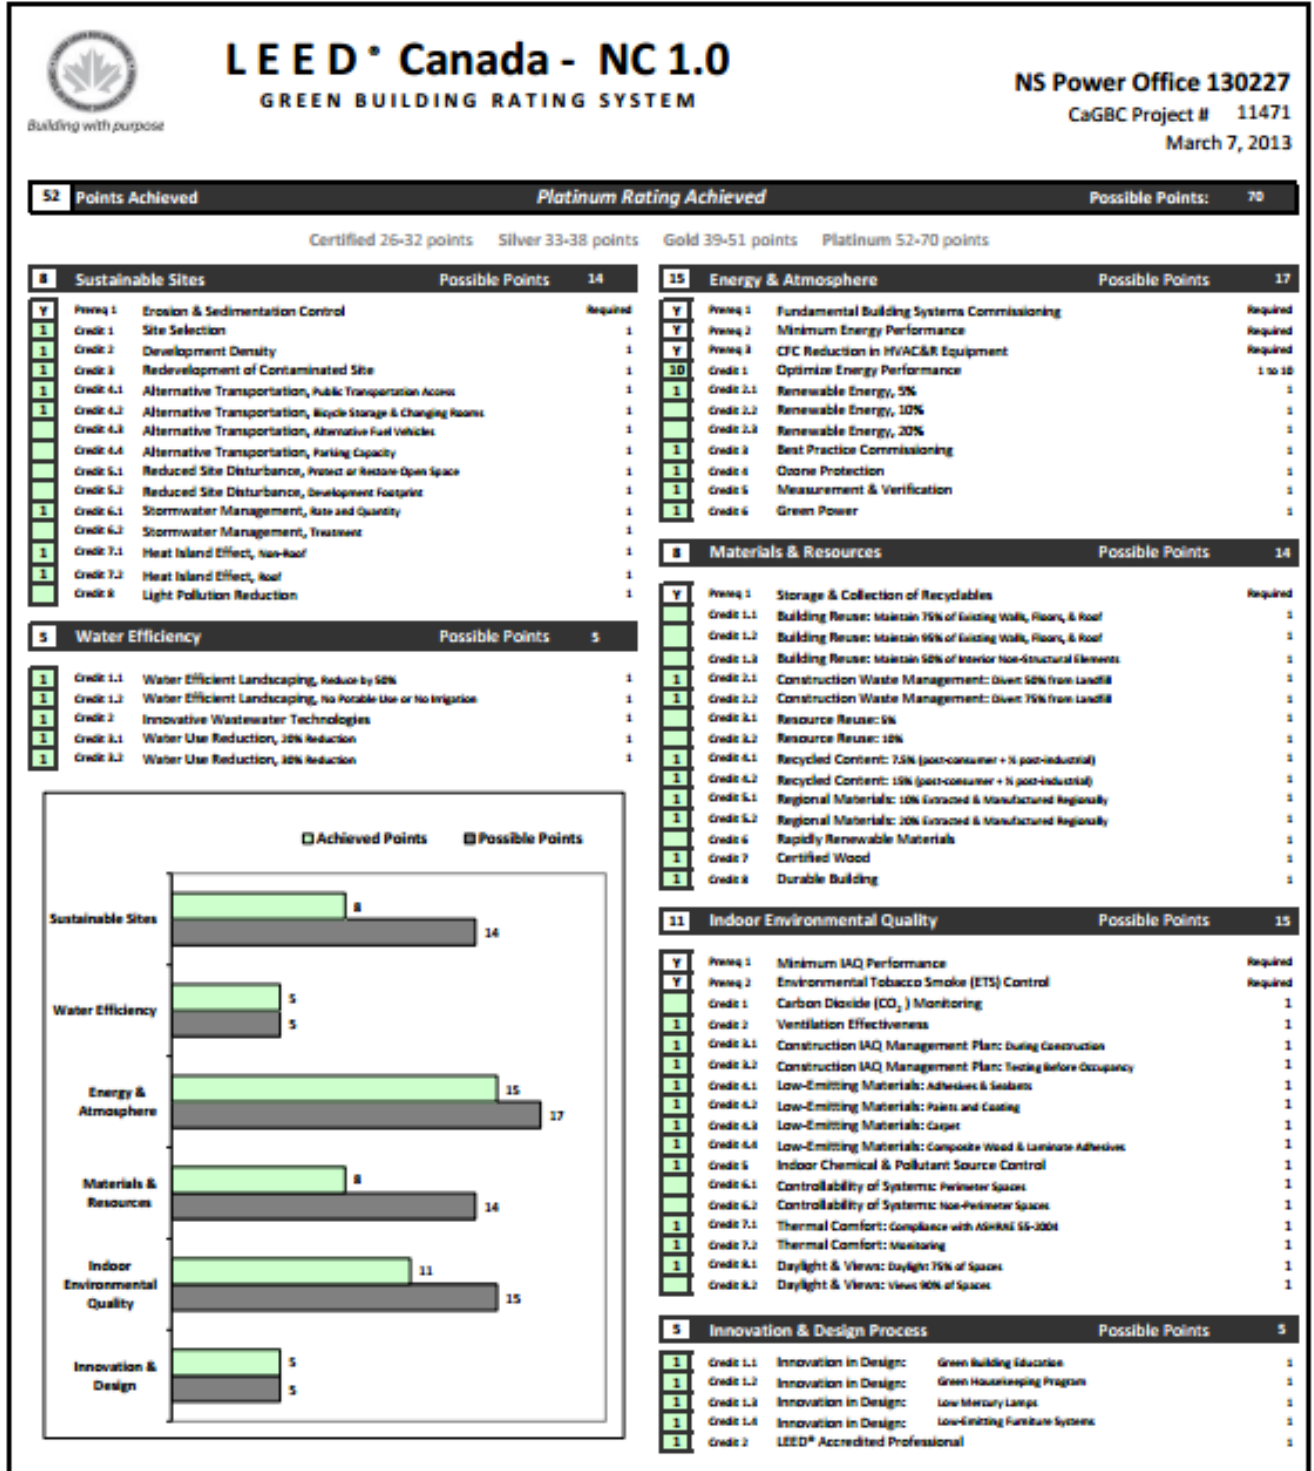 LEED® Canada - NC 1.0
GREEN BUILDING RATING SYSTEM
Building with purpose
NS Power Office 130227
CaGBC Project # 11471
March 7, 2013
52 Points Achieved Platinum Rating Achieved Possible Points: 70
Certified 26-32 points Silver 33-38 points Gold 39-51 points Platinum 52-70 points
8 Sustainable Sites Possible Points 14
Y Prereq 1 Erosion & Sedimentation Control Required
1 Credit 1 Site Selection 1
1 Credit 2 Development Density 1
1 Credit 3 Redevelopment of Contaminated Site 1
1 Credit 4.1 Alternative Transportation, Public Transportation Access 1
1 Credit 4.2 Alternative Transportation, Bicycle Storage & Changing Rooms 1
Credit 4.3 Alternative Transportation, Alternative Fuel Vehicles 1
Credit 4.4 Alternative Transportation, Parking Capacity 1
Credit 5.1 Reduced Site Disturbance, Protect or Restore Open Space 1
Credit 5.2 Reduced Site Disturbance, Development Footprint 1
1 Credit 6.1 Stormwater Management, Rate and Quantity 1
Credit 6.2 Stormwater Management, Treatment 1
1 Credit 7.1 Heat Island Effect, Non-Roof 1
1 Credit 7.2 Heat Island Effect, Roof 1
Credit 8 Light Pollution Reduction 1
5 Water Efficiency Possible Points 5
1 Credit 1.1 Water Efficient Landscaping, Reduce by 50% 1
1 Credit 1.2 Water Efficient Landscaping, No Potable Use or No Irrigation 1
1 Credit 2 Innovative Wastewater Technologies 1
1 Credit 3.1 Water Use Reduction, 20% Reduction 1
1 Credit 3.2 Water Use Reduction, 30% Reduction 1
Achieved Points Possible Points
Sustainable Sites
8
14
Water Efficiency
5
5
Energy &
Atmosphere
15
17
Materials &
Resources
8
14
Indoor
Environmental
Quality
11
15
Innovation &
Design
5
5
15 Energy & Atmosphere Possible Points 17
Y Prereq 1 Fundamental Building Systems Commissioning Required
Y Prereq 2 Minimum Energy Performance Required
Y Prereq 3 CFC Reduction in HVAC&R Equipment Required
10 Credit 1 Optimize Energy Performance 1 to 10
1 Credit 2.1 Renewable Energy, 5% 1
Credit 2.2 Renewable Energy, 10% 1
Credit 2.3 Renewable Energy, 20% 1
1 Credit 3 Best Practice Commissioning 1
1 Credit 4 Ozone Protection 1
1 Credit 5 Measurement & Verification 1
1 Credit 6 Green Power 1
8 Materials & Resources Possible Points 14
Y Prereq 1 Storage & Collection of Recyclables Required
Credit 1.1 Building Reuse: Maintain 75% of Existing Walls, Floors, & Roof 1
Credit 1.2 Building Reuse: Maintain 95% of Existing Walls, Floors, & Roof 1
Credit 1.3 Building Reuse: Maintain 50% of Interior Non-Structural Elements 1
1 Credit 2.1 Construction Waste Management: Divert 50% from Landfill 1
1 Credit 2.2 Construction Waste Management: Divert 75% from Landfill 1
Credit 3.1 Resource Reuse: 5% 1
Credit 3.2 Resource Reuse: 10% 1
1 Credit 4.1 Recycled Content: 7.5% (post-consumer + ½ post-industrial) 1
1 Credit 4.2 Recycled Content: 15% (post-consumer + ½ post-industrial) 1
1 Credit 5.1 Regional Materials: 10% Extracted & Manufactured Regionally 1
1 Credit 5.2 Regional Materials: 20% Extracted & Manufactured Regionally 1
Credit 6 Rapidly Renewable Materials 1
1 Credit 7 Certified Wood 1
1 Credit 8 Durable Building 1
11 Indoor Environmental Quality Possible Points 15
Y Prereq 1 Minimum IAQ Performance Required
Y Prereq 2 Environmental Tobacco Smoke (ETS) Control Required
Credit 1 Carbon Dioxide (CO₂ ) Monitoring 1
1 Credit 2 Ventilation Effectiveness 1
1 Credit 3.1 Construction IAQ Management Plan: During Construction 1
1 Credit 3.2 Construction IAQ Management Plan: Testing Before Occupancy 1
1 Credit 4.1 Low-Emitting Materials: Adhesives & Sealants 1
1 Credit 4.2 Low-Emitting Materials: Paints and Coating 1
1 Credit 4.3 Low-Emitting Materials: Carpet 1
1 Credit 4.4 Low-Emitting Materials: Composite Wood & Laminate Adhesives 1
1 Credit 5 Indoor Chemical & Pollutant Source Control 1
Credit 6.1 Controllability of Systems: Perimeter Spaces 1
Credit 6.2 Controllability of Systems: Non-Perimeter Spaces 1
1 Credit 7.1 Thermal Comfort: Compliance with ASHRAE 55-2004 1
1 Credit 7.2 Thermal Comfort: Monitoring 1
1 Credit 8.1 Daylight & Views: Daylight 75% of Spaces 1
Credit 8.2 Daylight & Views: Views 90% of Spaces 1
5 Innovation & Design Process Possible Points 5
1 Credit 1.1 Innovation in Design: Green Building Education 1
1 Credit 1.2 Innovation in Design: Green Housekeeping Program 1
1 Credit 1.3 Innovation in Design: Low Mercury Lamps 1
1 Credit 1.4 Innovation in Design: Low-Emitting Furniture Systems 1
1 Credit 2 LEED® Accredited Professional 1